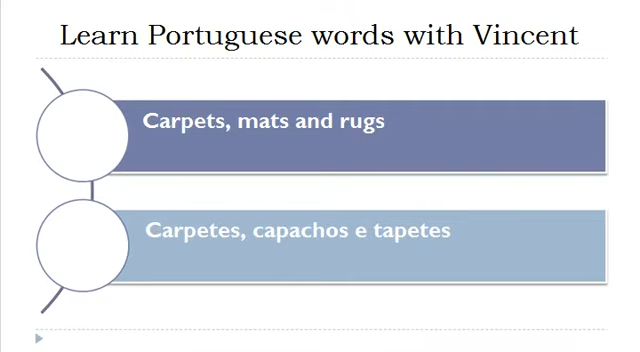 Learn Portuguese words with Vincent
Carpets, mats and rugs
Carpetes, capachos e tapetes